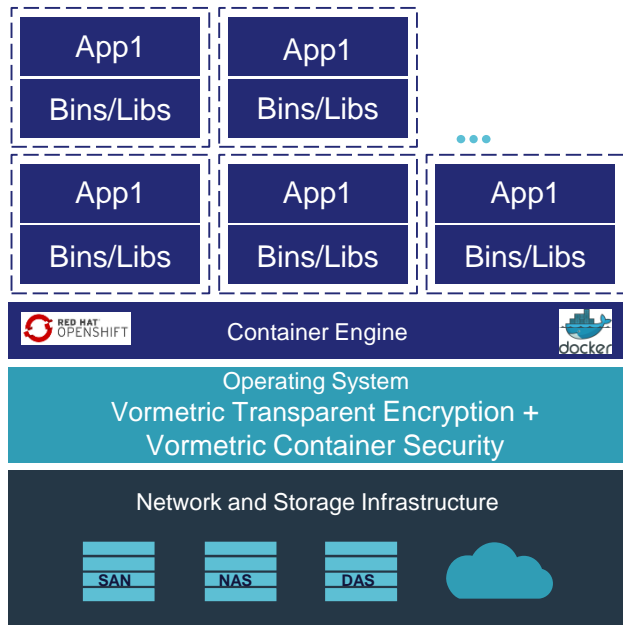 App1
App1
Bins/Libs
Bins/Libs
App1
App1
App1
Bins/Libs
Bins/Libs
Bins/Libs
RED HAT
OPENSHIFT
Container Engine
docker
Operating System
Vormetric Transparent Encryption +
Vormetric Container Security
Network and Storage Infrastructure
SAN
NAS
DAS